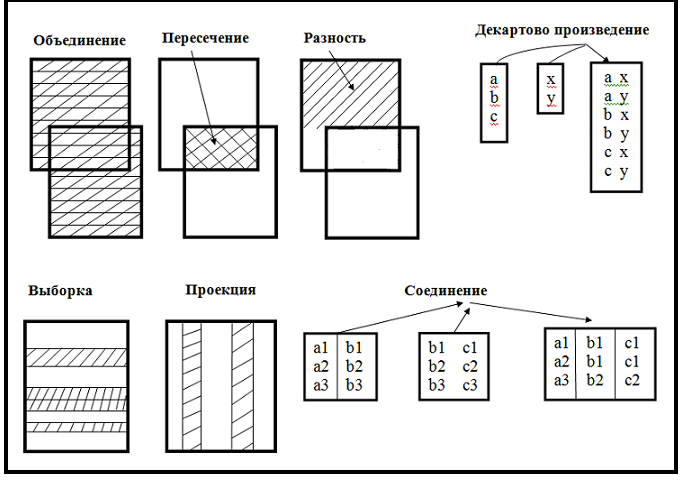 Объединение
Пересечение
Разность
Декартово произведение
a
b
c
x
y
a x
a y
b x
b y
c x
c y
Выборка
Проекция
Соединение
a1 b1
a2 b2
a3 b3
b1 c1
b2 c2
b3 c3
a1 b1 c1
a2 b1 c1
a3 b2 c2